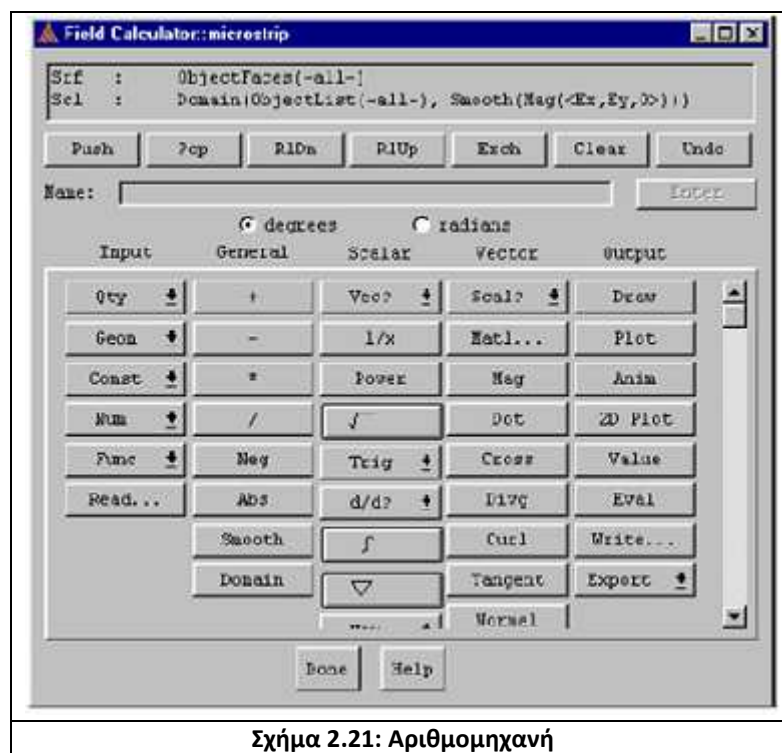 Field Calculator::microstrip
Srf : ObjectFaces(-all-)
Scl : Domain(ObjectList(-all-), Smooth(Mag(<Ex,Ey,0>)))
Push Pop RlDn RlUp Exch Clear Undo
Name: Enter
degrees radians
Input General Scalar Vector Output
Qty + Vec? Scal? Draw
Geom - 1/x Matl... Plot
Const * Power Mag Anim
Num / √ Dot 2D Plot
Func Neg Trig Cross Value
Read... Abs d/d? Divg Eval
Smooth ∫ Curl Write...
Domain ▽ Tangent Export
Normal
Done Help
Σχήμα 2.21: Αριθμομηχανή